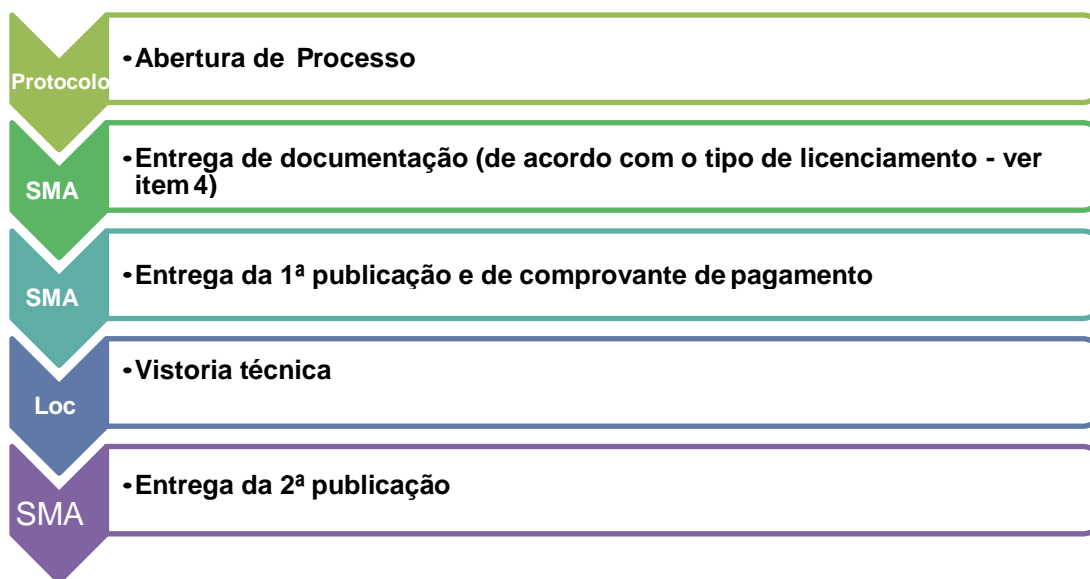 Protocolo
•Abertura de Processo
SMA
•Entrega de documentação (de acordo com o tipo de licenciamento - ver
item 4)
SMA
•Entrega da 1ª publicação e de comprovante de pagamento
Loc
•Vistoria técnica
SMA
•Entrega da 2ª publicação